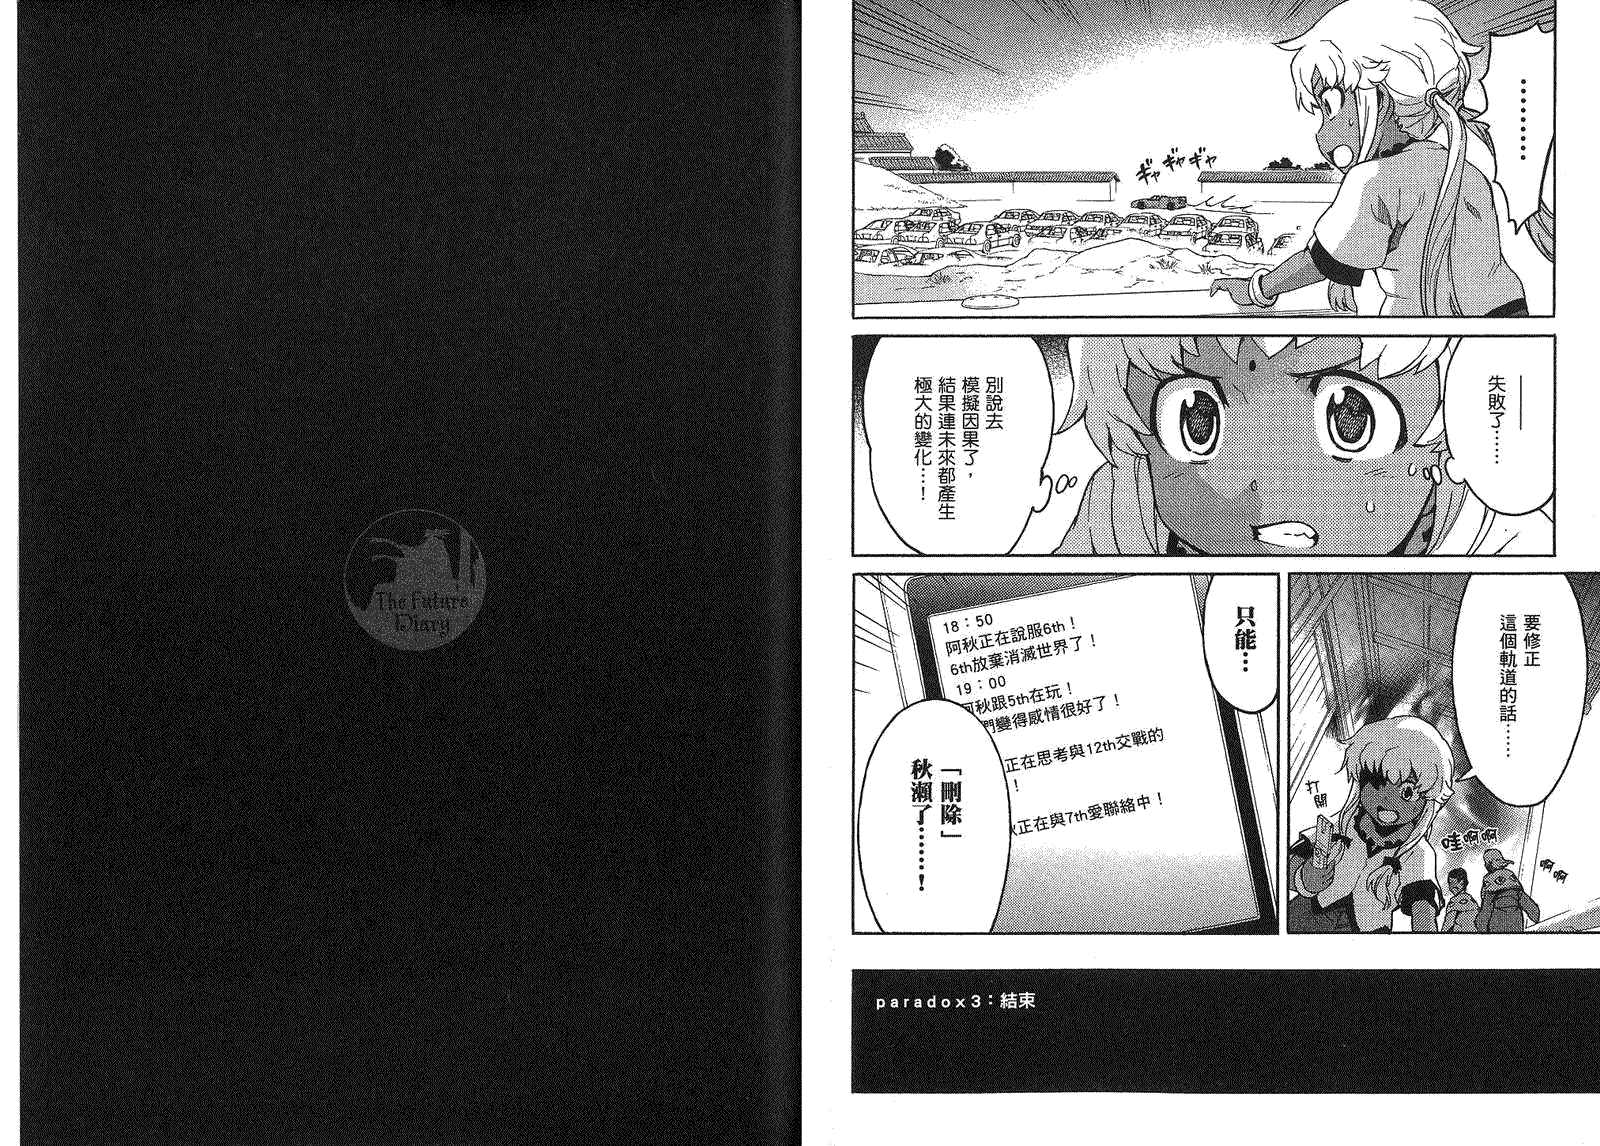 ………
ギャギャギャ
——
失敗了……
別說去
模擬因果了，
結果連未來都產生
極大的變化…！
要修正
這個軌道的話……
打開
哇啊啊
啊啊
只能…
18：50
阿秋正在說服6th！
6th放棄消滅世界了！
19：00
阿秋跟5th在玩！
們變得感情很好了！
正在思考與12th交戰的
！
秋正在與7th愛聯絡中！
「刪除」
秋瀨了……！
paradox3：結束
The Future
Diary